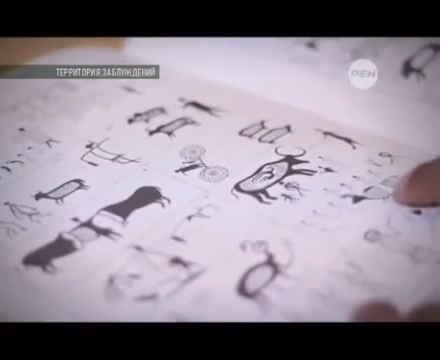 ТЕРРИТОРИЯ ЗАБЛУЖДЕНИЙ
РЕН